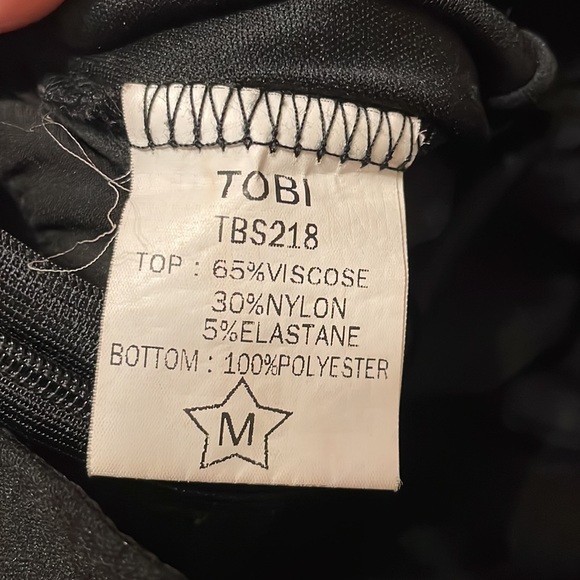 TOBI
TBS218
TOP : 65%VISCOSE
30%NYLON
5%ELASTANE
BOTTOM : 100%POLYESTER
M